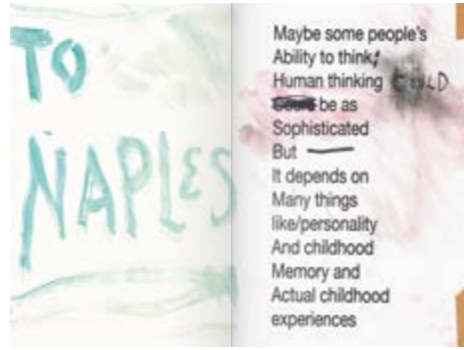 TO
NAPLES
Maybe some people's
Ability to think;
Human thinking COULD
be as
Sophisticated
But —
It depends on
Many things
like/personality
And childhood
Memory and
Actual childhood
experiences